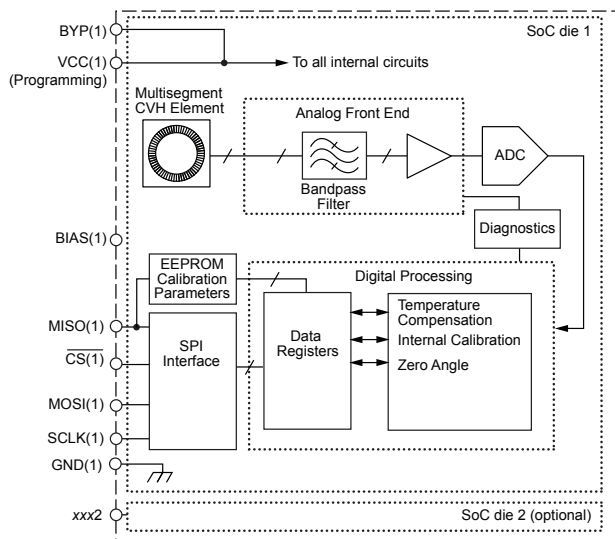 BYP(1)
SoC die 1
VCC(1)
(Programming)
To all internal circuits
Multisegment
CVH Element
Analog Front End
ADC
Bandpass
Filter
Diagnostics
BIAS(1)
EEPROM
Calibration
Parameters
Digital Processing
MISO(1)
SPI
Interface
Data
Registers
Temperature
Compensation
Internal Calibration
Zero Angle
CS(1)
MOSI(1)
SCLK(1)
GND(1)
xxx2
SoC die 2 (optional)